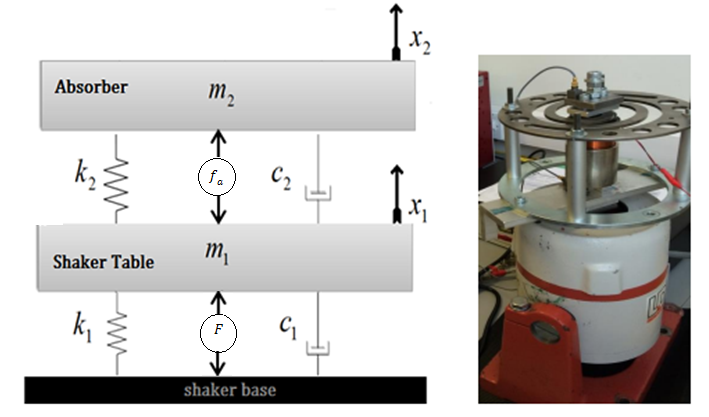 x₂
Absorber
m₂
k₂
fₐ
c₂
x₁
Shaker Table
m₁
k₁
F
c₁
shaker base